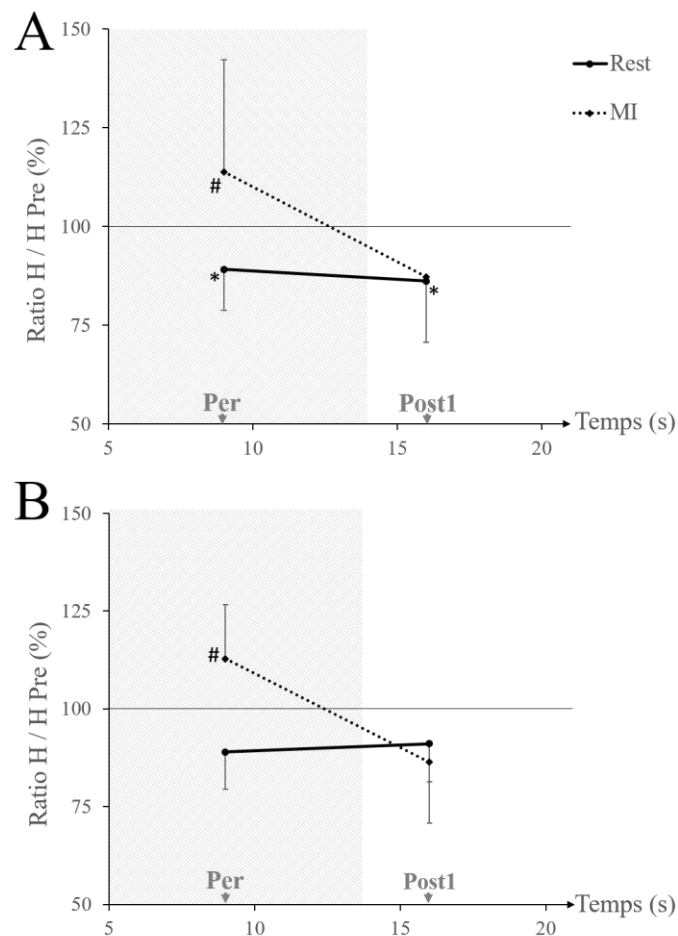 A
150
125
100
75
50
5
10
15
20
Ratio H / H Pre (%)
Rest
MI
#
*
*
Per
Post1
Temps (s)
B
150
125
100
75
50
5
10
15
20
Ratio H / H Pre (%)
#
Per
Post1
Temps (s)